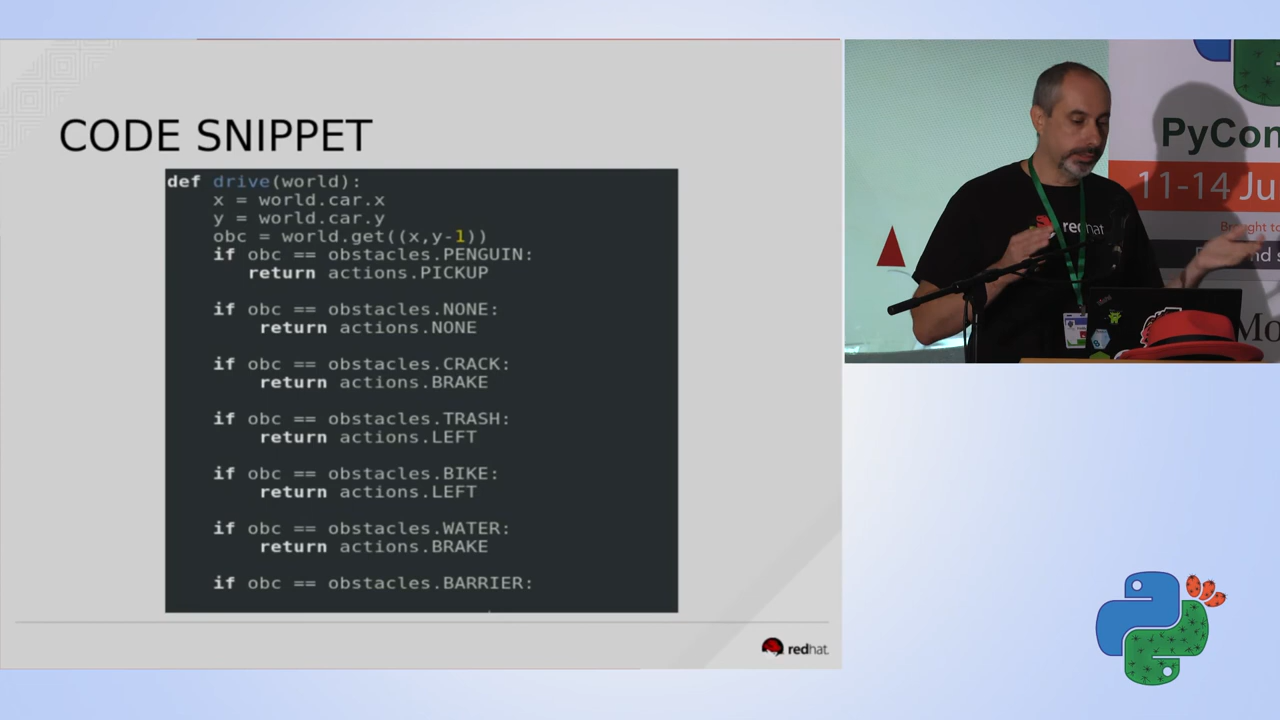 CODE SNIPPET
def drive(world):
    x = world.car.x
    y = world.car.y
    obc = world.get((x,y-1))
    if obc == obstacles.PENGUIN:
       return actions.PICKUP
    if obc == obstacles.NONE:
        return actions.NONE
    if obc == obstacles.CRACK:
        return actions.BRAKE
    if obc == obstacles.TRASH:
        return actions.LEFT
    if obc == obstacles.BIKE:
        return actions.LEFT
    if obc == obstacles.WATER:
        return actions.BRAKE
    if obc == obstacles.BARRIER:
redhat.
PyCon
11-14 Ju
redhat